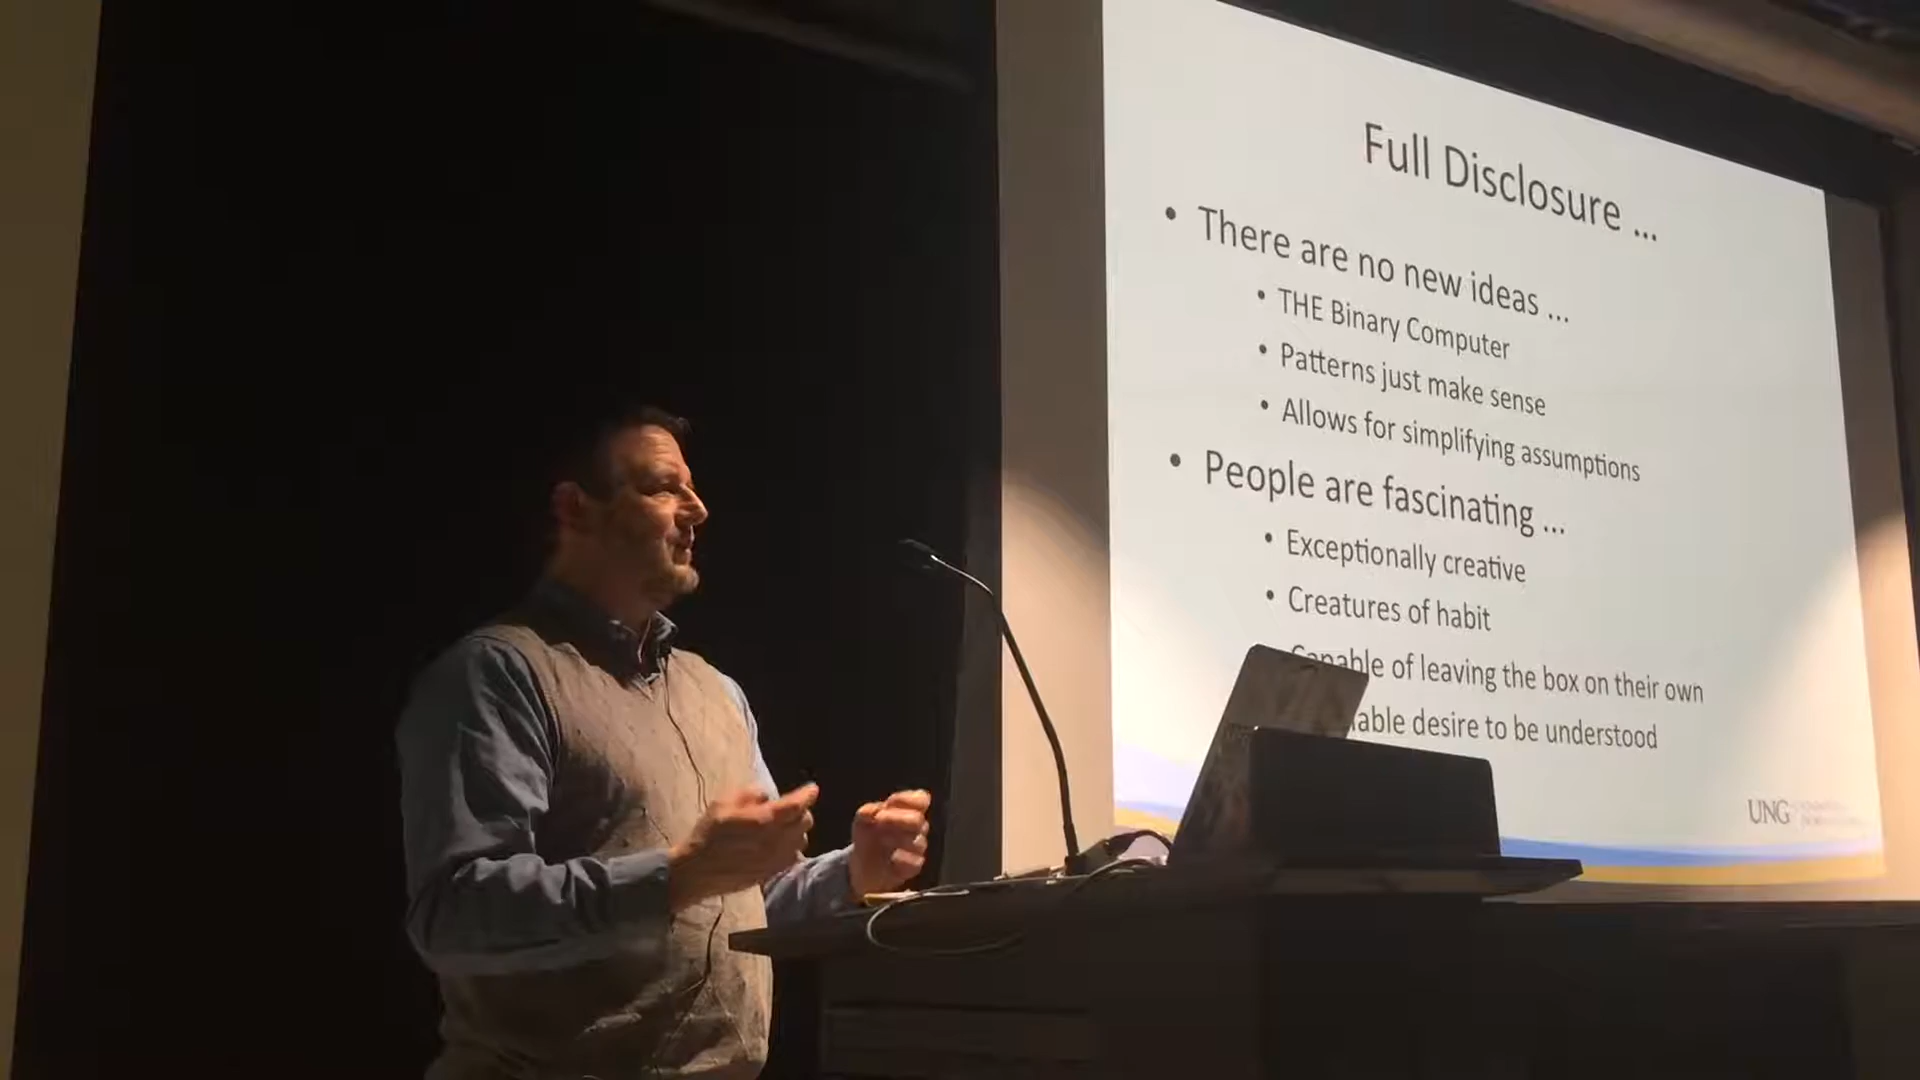 Full Disclosure ...
• There are no new ideas ...
• THE Binary Computer
• Patterns just make sense
• Allows for simplifying assumptions
• People are fascinating ...
• Exceptionally creative
• Creatures of habit
Capable of leaving the box on their own
desire to be understood
UNG